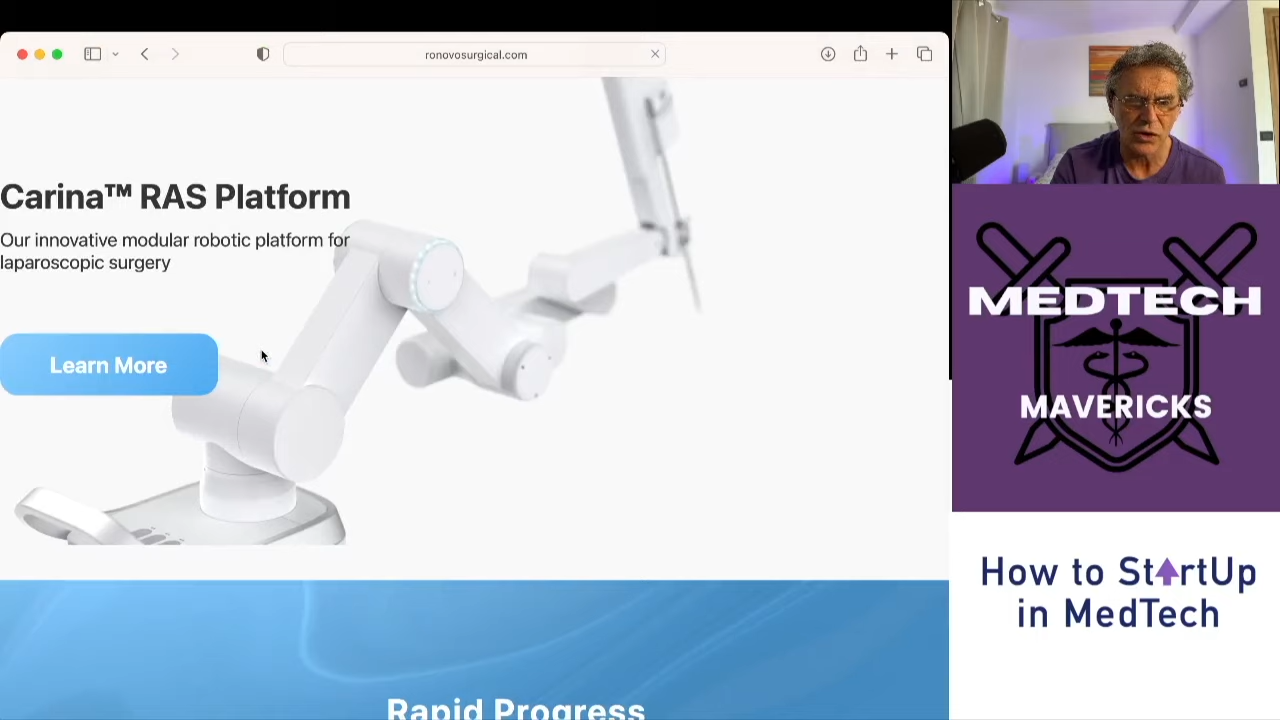 ronovosurgical.com
Carina™ RAS Platform
Our innovative modular robotic platform for
laparoscopic surgery
Learn More
Rapid Progress
MEDTECH
MAVERICKS
How to StartUp
in MedTech